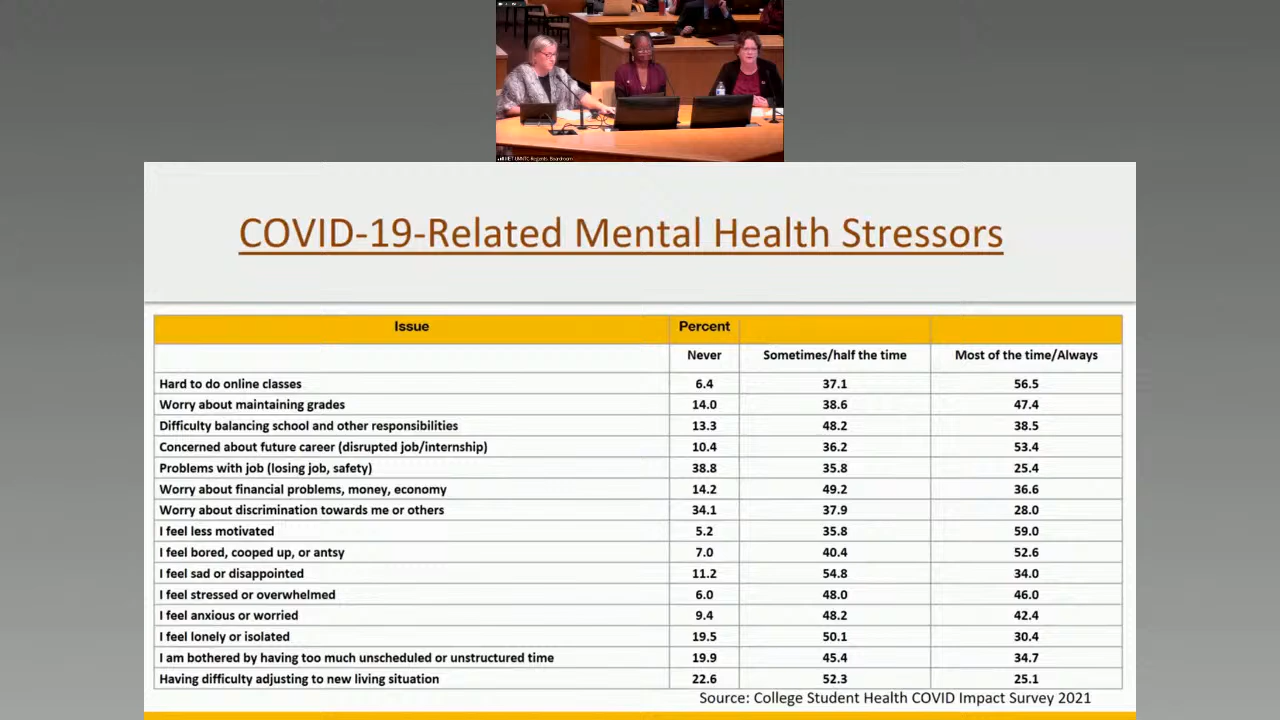 COVID-19-Related Mental Health Stressors
Issue Percent
Never Sometimes/half the time Most of the time/Always
Hard to do online classes 6.4 37.1 56.5
Worry about maintaining grades 14.0 38.6 47.4
Difficulty balancing school and other responsibilities 13.3 48.2 38.5
Concerned about future career (disrupted job/internship) 10.4 36.2 53.4
Problems with job (losing job, safety) 38.8 35.8 25.4
Worry about financial problems, money, economy 14.2 49.2 36.6
Worry about discrimination towards me or others 34.1 37.9 28.0
I feel less motivated 5.2 35.8 59.0
I feel bored, cooped up, or antsy 7.0 40.4 52.6
I feel sad or disappointed 11.2 54.8 34.0
I feel stressed or overwhelmed 6.0 48.0 46.0
I feel anxious or worried 9.4 48.2 42.4
I feel lonely or isolated 19.5 50.1 30.4
I am bothered by having too much unscheduled or unstructured time 19.9 45.4 34.7
Having difficulty adjusting to new living situation 22.6 52.3 25.1
Source: College Student Health COVID Impact Survey 2021